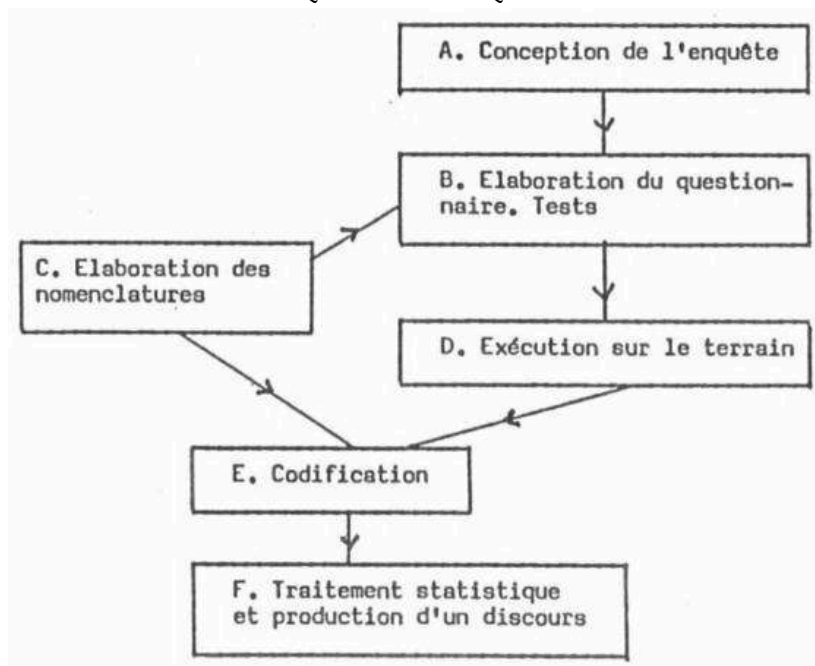 A. Conception de l'enquête
B. Elaboration du question-
naire. Tests
C. Elaboration des
nomenclatures
D. Exécution sur le terrain
E. Codification
F. Traitement statistique
et production d'un discours